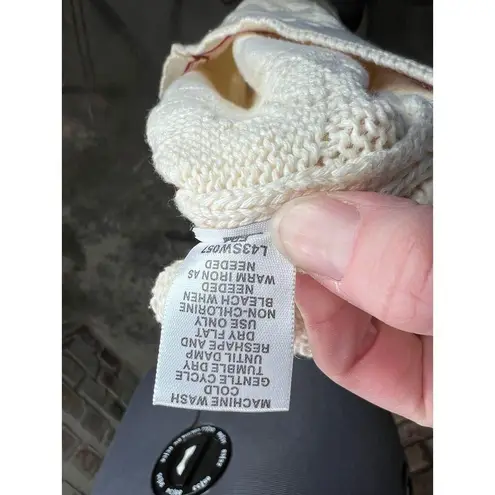 MACHINE WASH
COLD
GENTLE CYCLE
TUMBLE DRY
UNTIL DAMP
RESHAPE AND
DRY FLAT
USE ONLY
NON-CHLORINE
BLEACH WHEN
NEEDED
WARM IRON AS
NEEDED
L43SW057